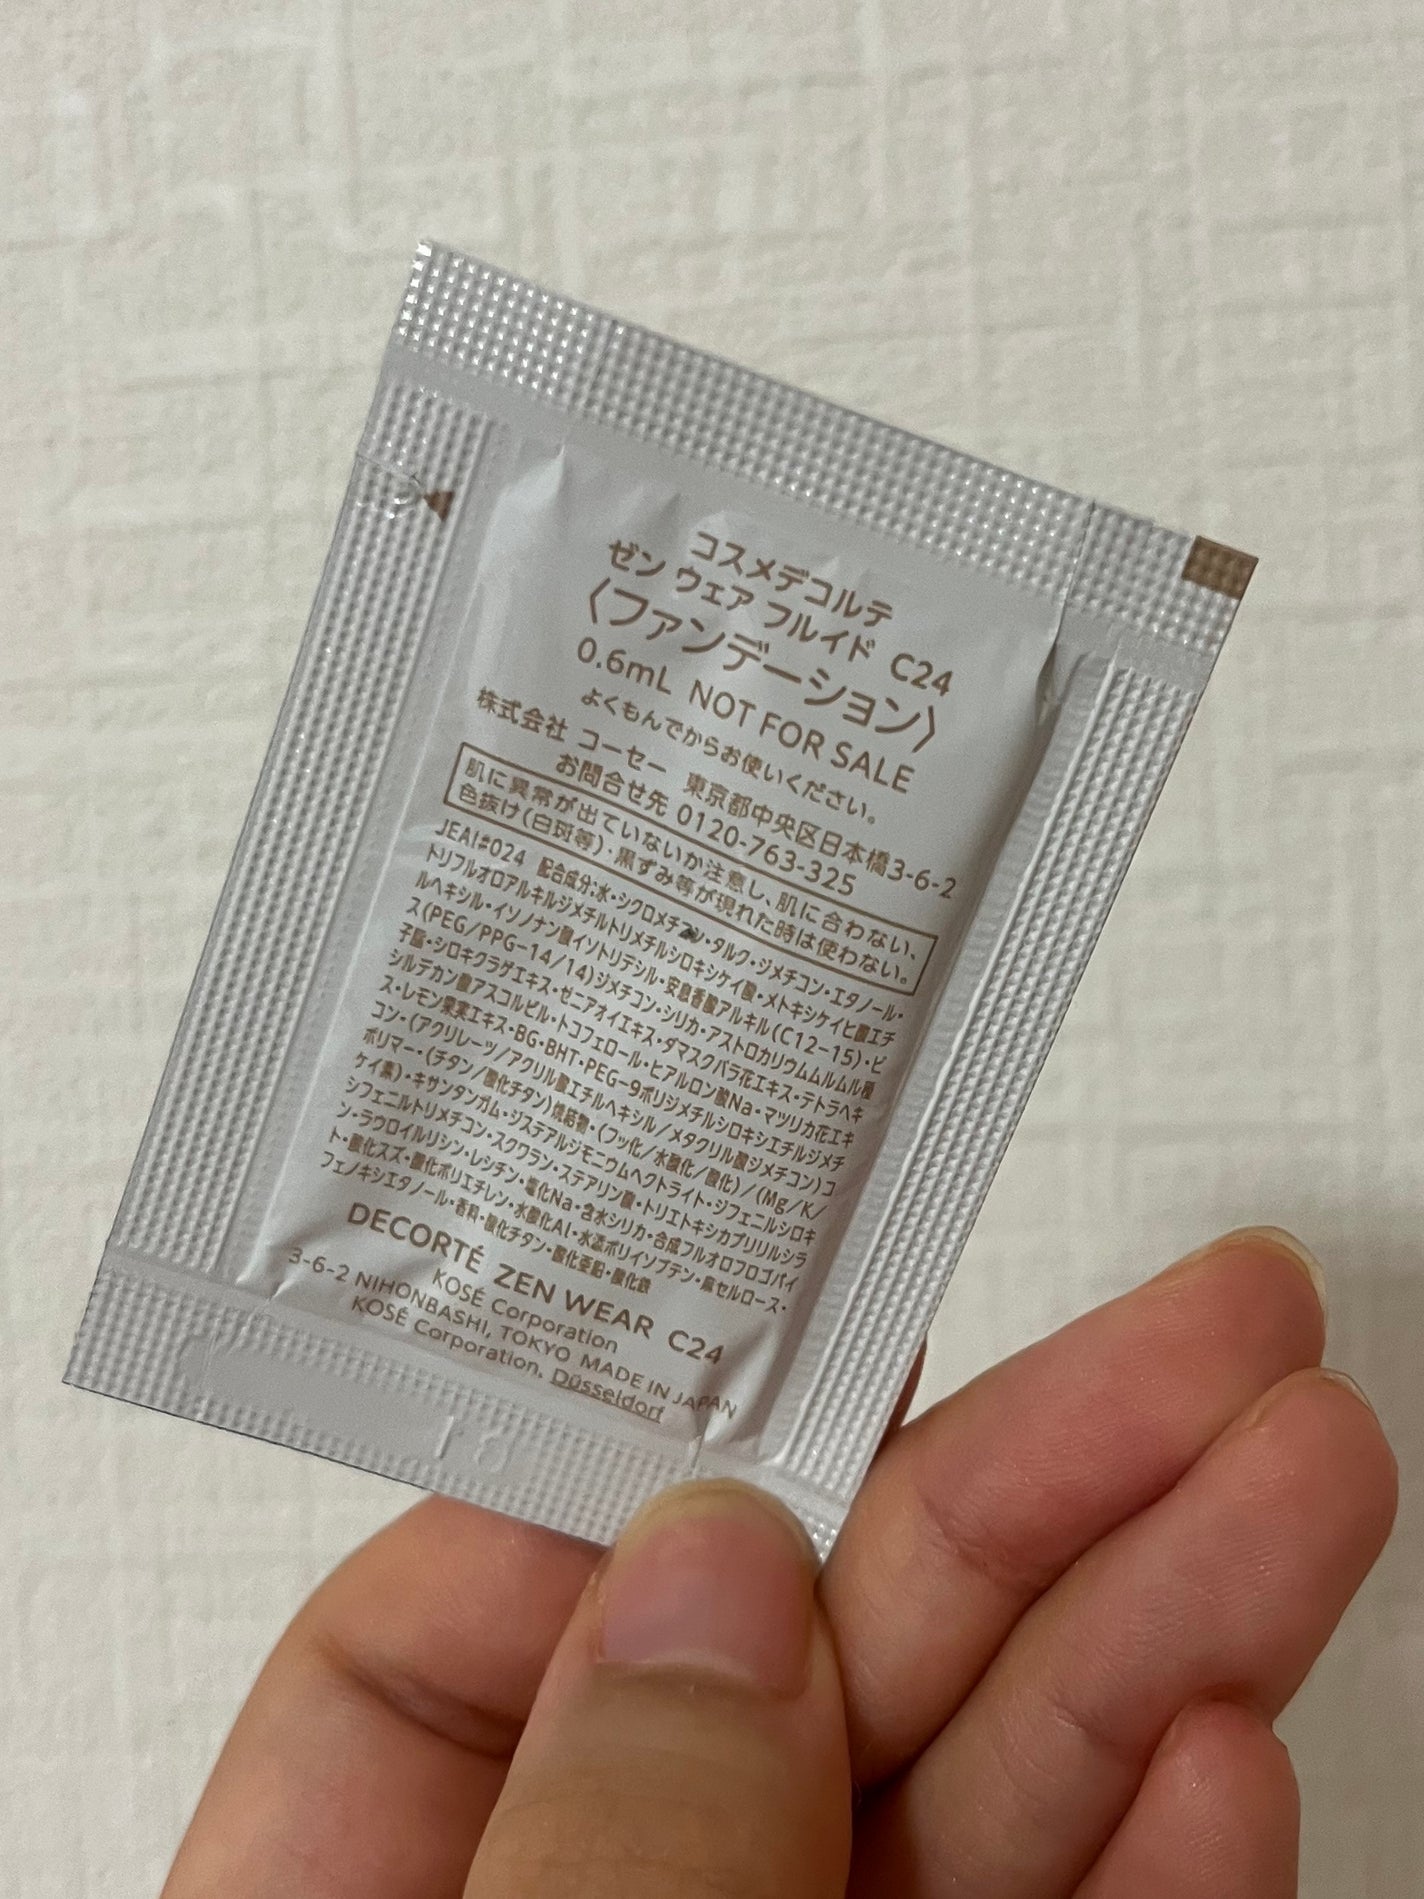 コスメデコルテ
ゼン ウェア フルイド C24
〈ファンデーション〉
0.6mL NOT FOR SALE
よくもんでからお使いください。
株式会社 コーセー 東京都中央区日本橋3-6-2
お問合せ先 0120-763-325
肌に異常が出ていないか注意し、肌に合わない、
色抜け(白斑等)・黒ずみ等が現れた時は使わない。
JEAI#024 配合成分:水・シクロメチコン・タルク・ジメチコン・エタノール・
トリフルオロアルキルジメチルトリメチルシロキシケイ酸・メトキシケイヒ酸エチ
ルヘキシル・イソノナン酸イソトリデシル・安息香酸アルキル(C12-15)・ビ
ス(PEG/PPG-14/14)ジメチコン・シリカ・アストロカリウムムルムル種
子脂・シロキクラゲエキス・ゼニアオイエキス・ダマスクバラ花エキス・テトラヘキ
シルデカン酸アスコルビル・トコフェロール・ヒアルロン酸Na・マツリカ花エキ
ス・レモン果実エキス・BG・BHT・PEG-9ポリジメチルシロキシエチルジメチ
コン・(アクリレーツ/アクリル酸エチルヘキシル/メタクリル酸ジメチコン)コ
ポリマー・(チタン/酸化チタン)焼結物・(フッ化/水酸化/酸化)/(Mg/K/
ケイ素)・キサンタンガム・ジステアルジモニウムヘクトライト・ジフェニルシロキ
シフェニルトリメチコン・スクワラン・ステアリン酸・トリエトキシカプリリルシラ
ン・ラウロイルリシン・レシチン・塩化Na・含水シリカ・合成フルオロフロゴパイ
ト・酸化スズ・酸化ポリエチレン・水酸化Al・水添ポリイソブテン・結晶セルロース・
フェノキシエタノール・香料・酸化チタン・酸化亜鉛・酸化鉄
DECORTÉ ZEN WEAR C24
KOSÉ Corporation
3-6-2 NIHONBASHI, TOKYO MADE IN JAPAN
KOSÉ Corporation, Düsseldorf